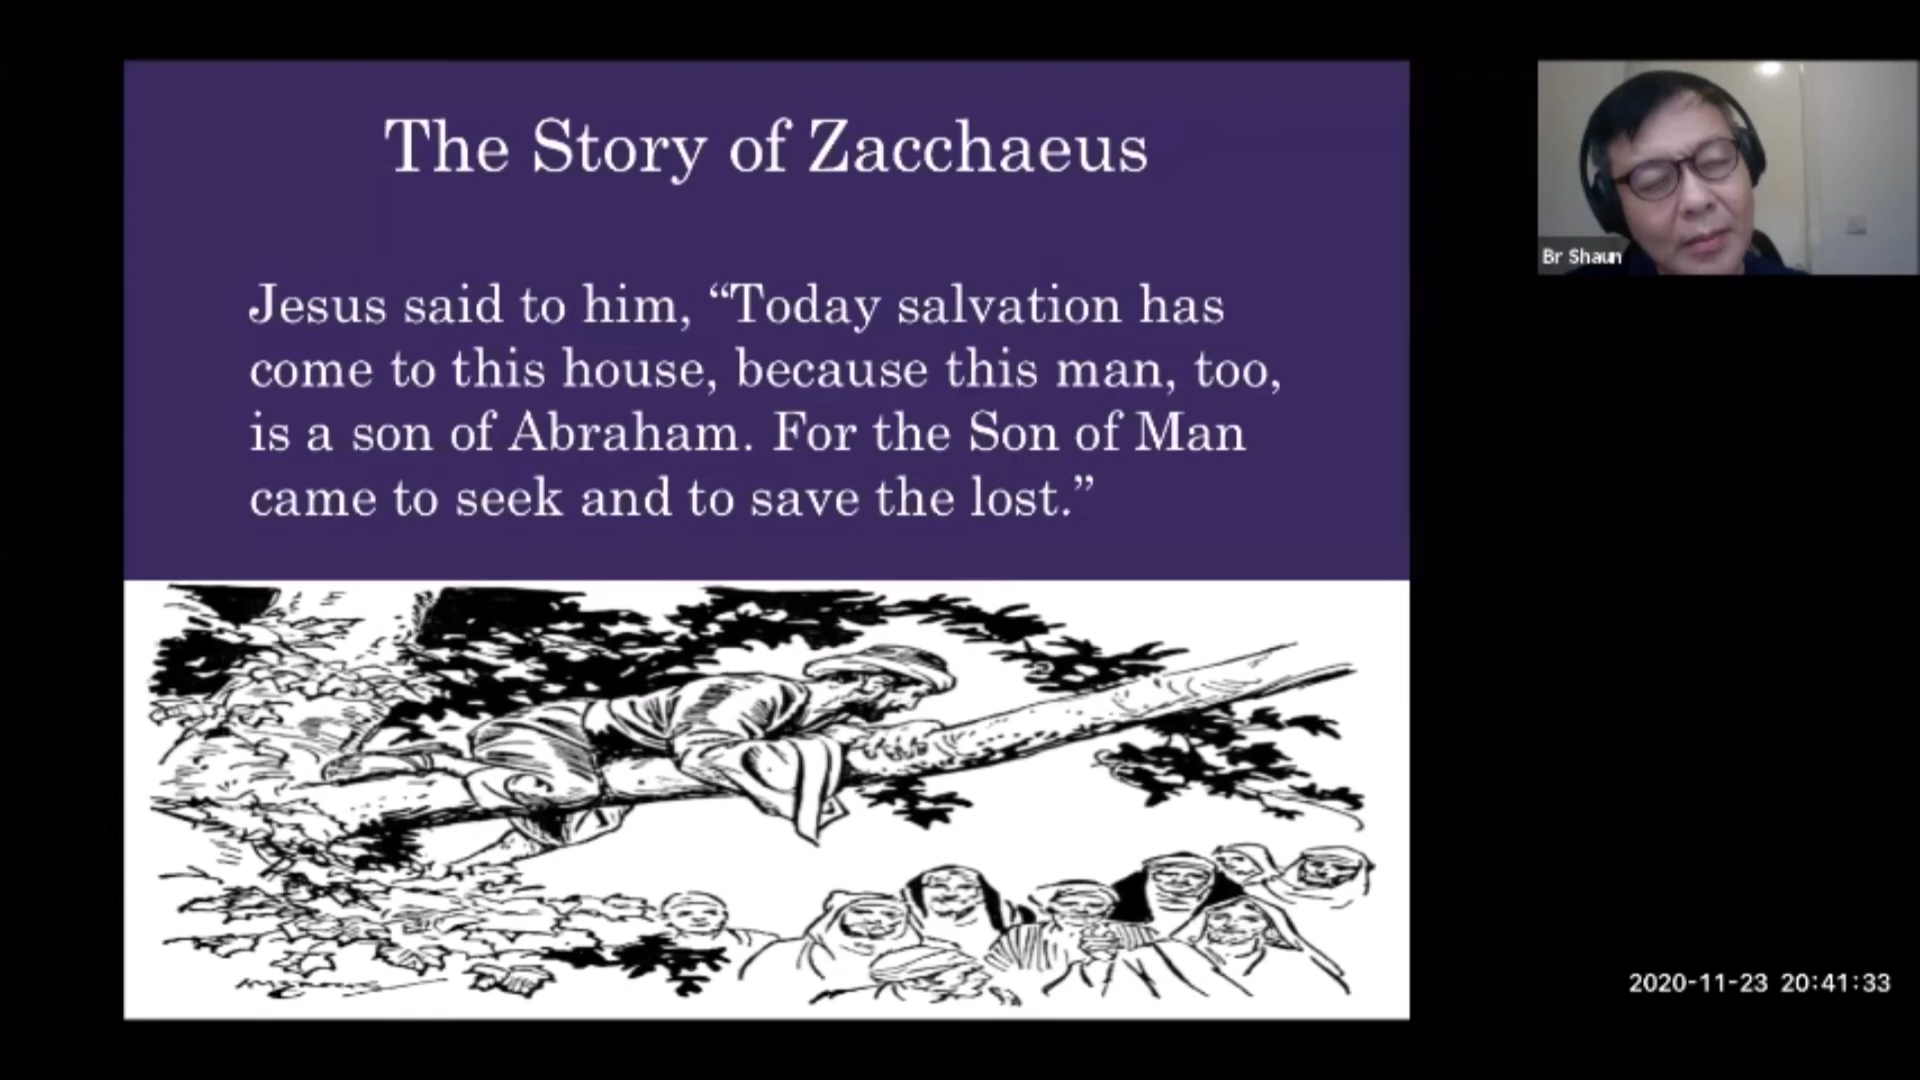 The Story of Zacchaeus
Jesus said to him, “Today salvation has
come to this house, because this man, too,
is a son of Abraham. For the Son of Man
came to seek and to save the lost.”
Br Shaun
2020-11-23 20:41:33